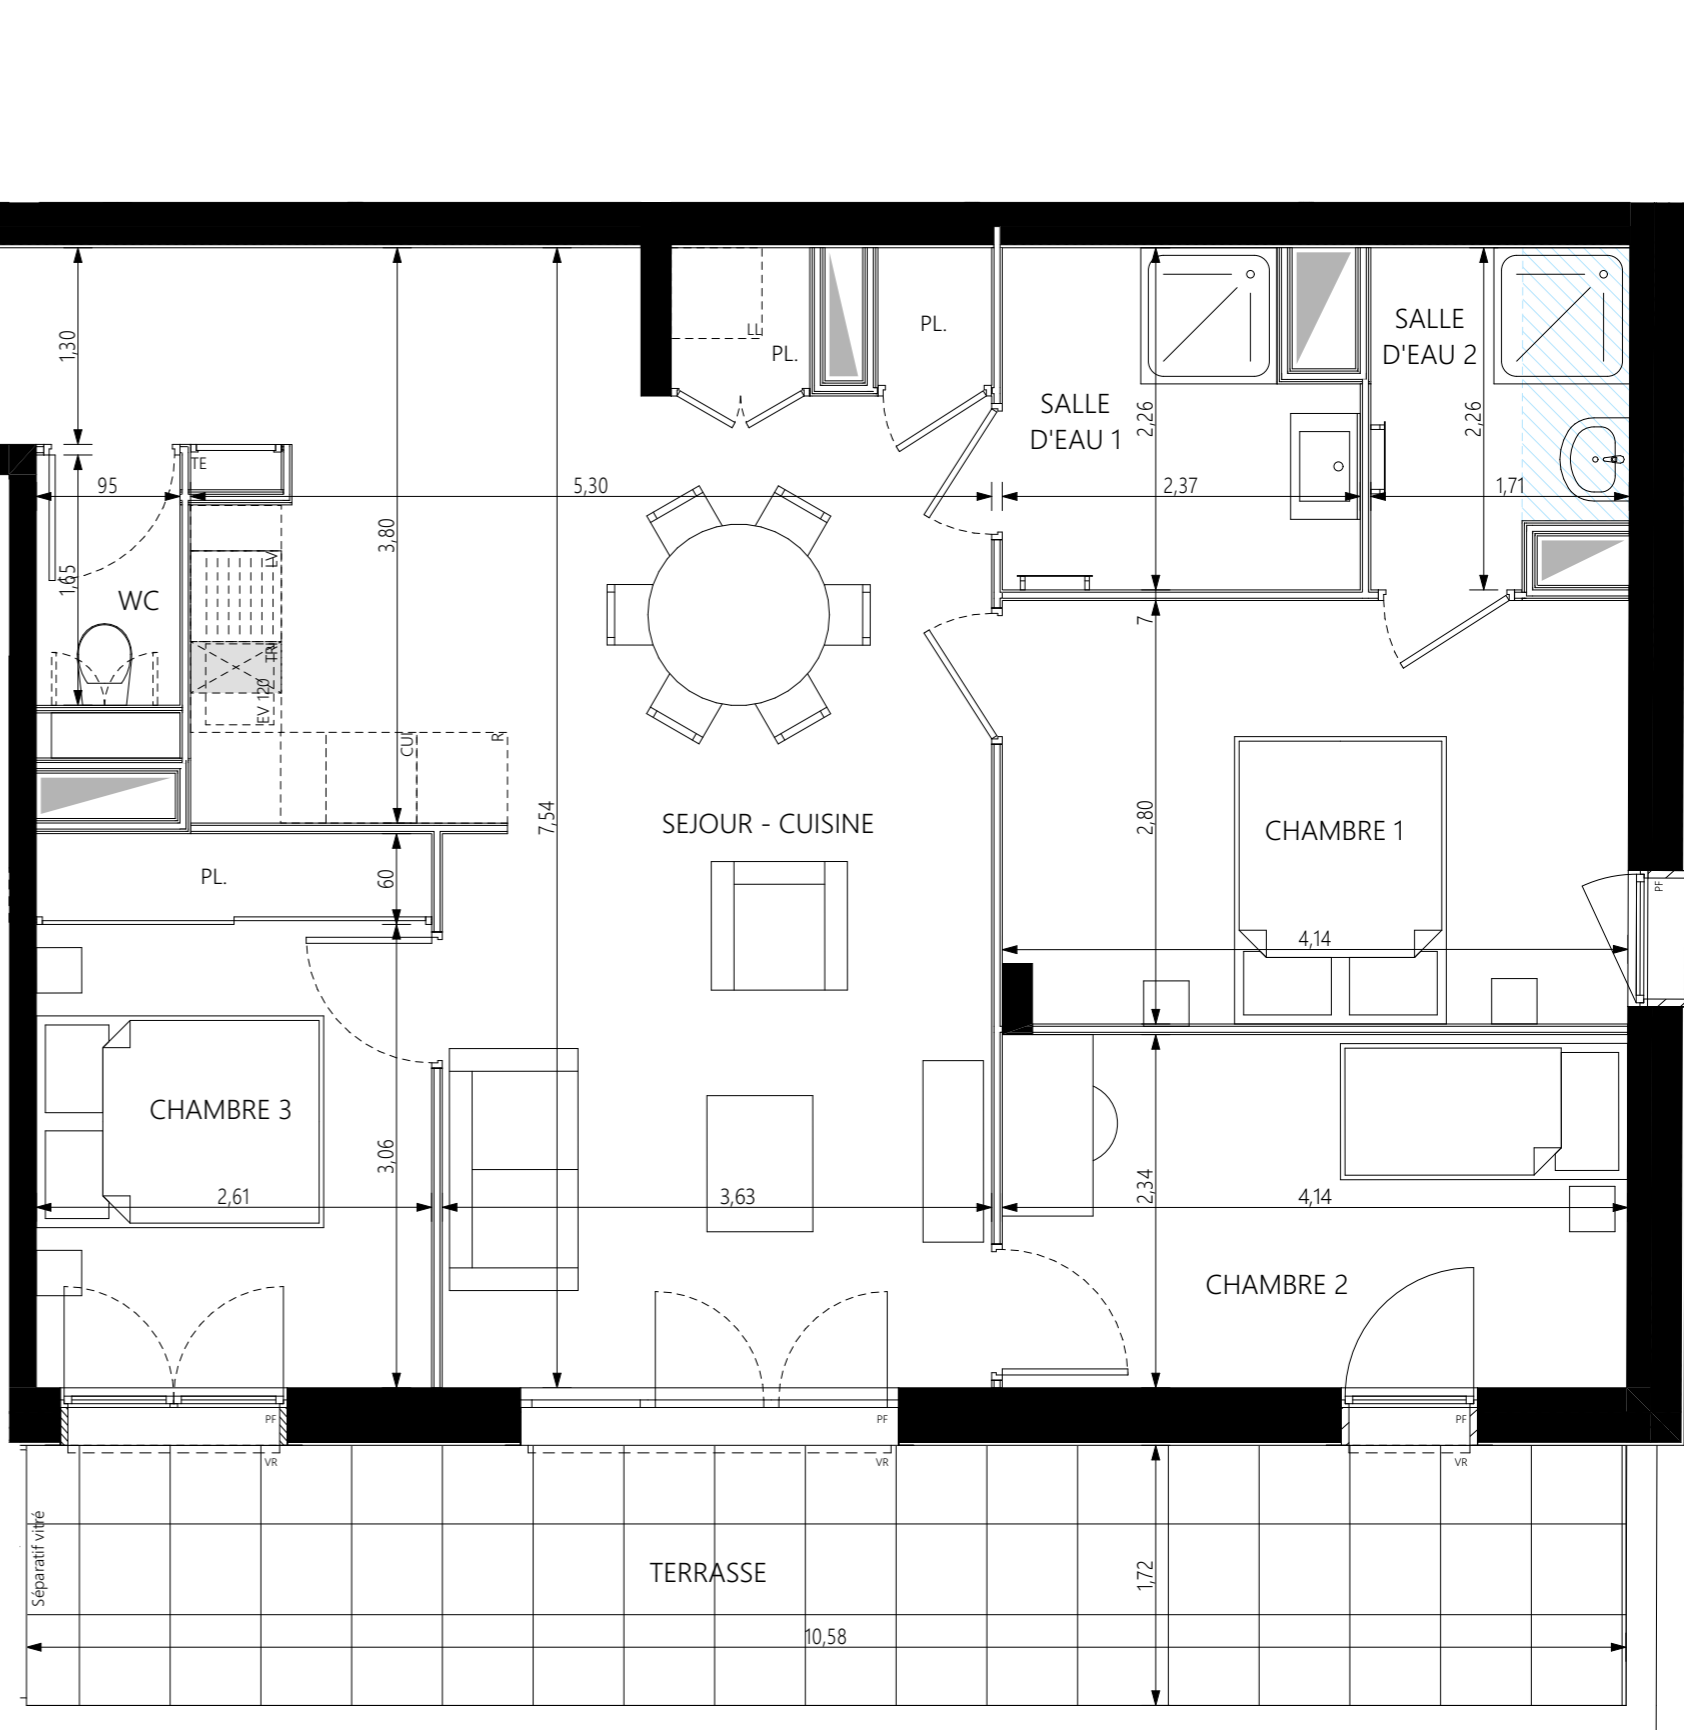 1,30
PL.
LL
PL.
SALLE
D'EAU 1
2,26
SALLE
D'EAU 2
2,26
TE
95
5,30
2,37
1,71
3,80
LV
1,65
WC
TRI
EV 120
CUI
R
7
7,54
SEJOUR - CUISINE
2,80
CHAMBRE 1
PF
PL.
60
4,14
CHAMBRE 3
3,06
2,61
3,63
2,34
4,14
CHAMBRE 2
PF
PF
PF
VR
VR
VR
Séparatif vitré
TERRASSE
1,72
10,58